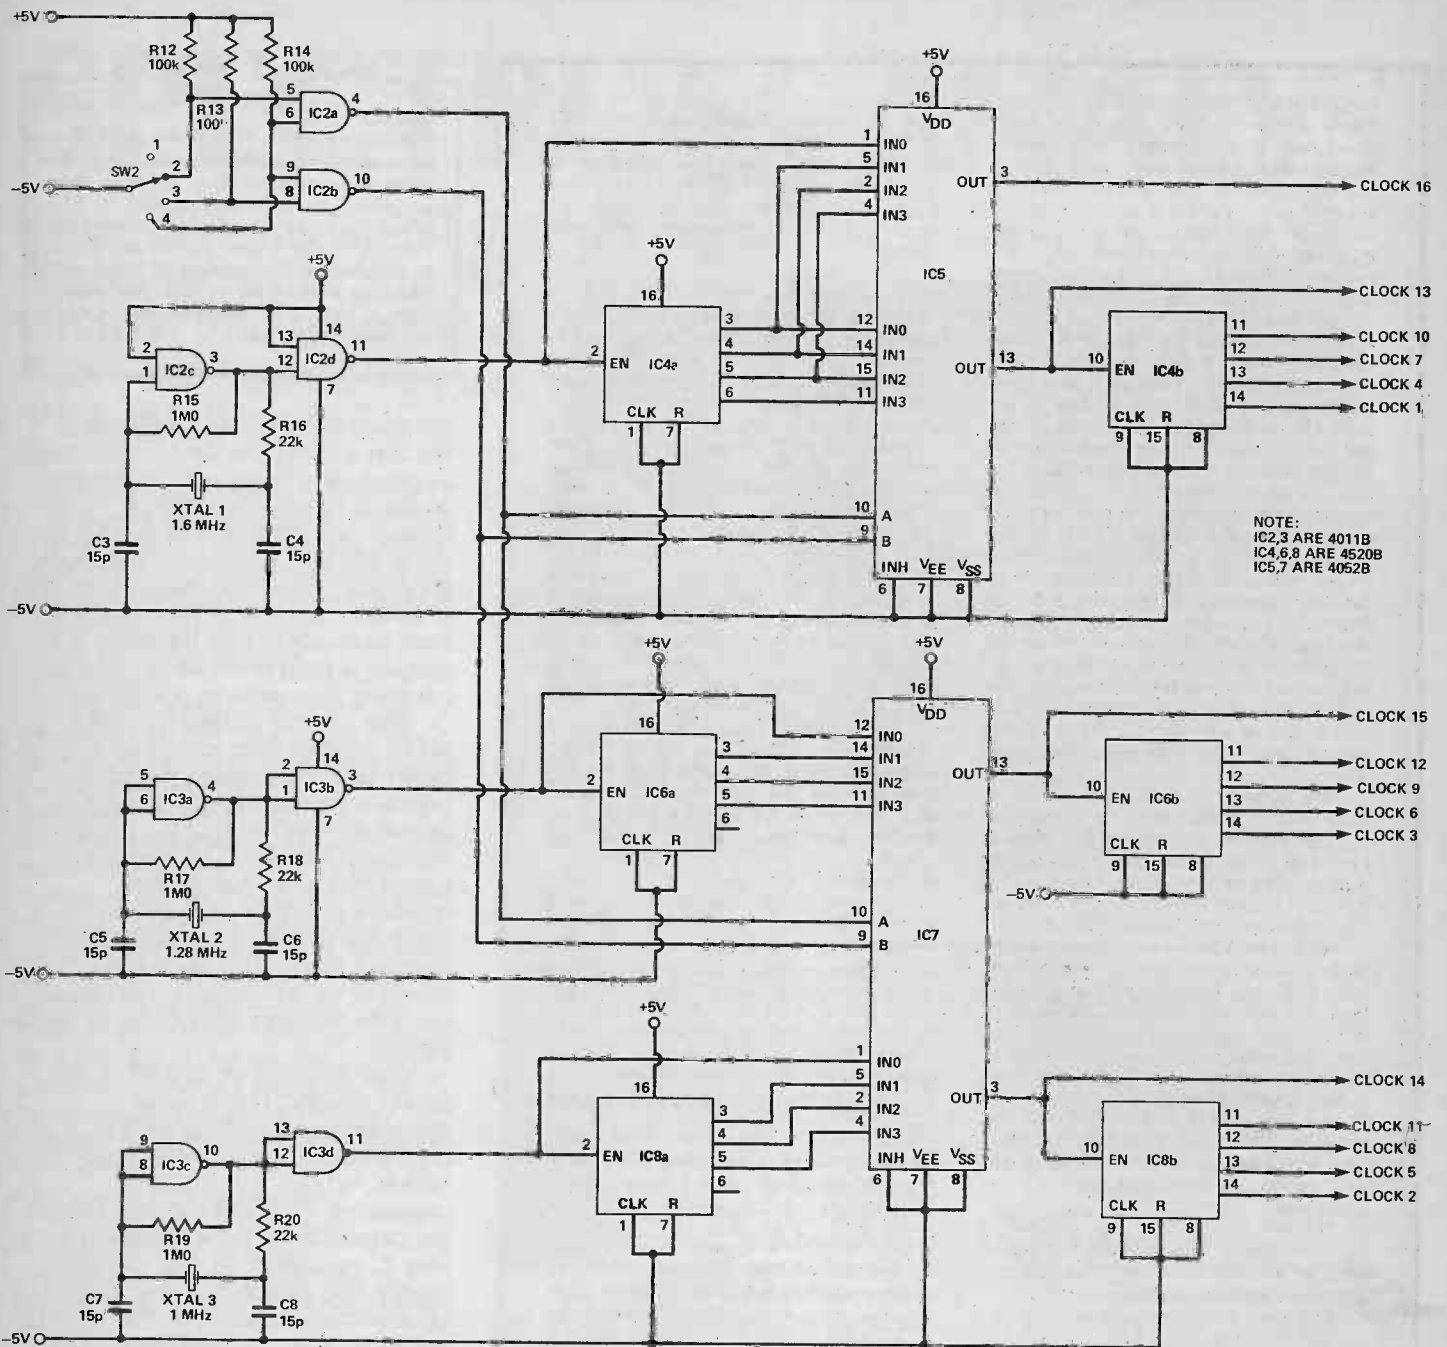 +5V
R12
100k
R14
100k
R13
100'
5
6
IC2a
4
9
8
IC2b
10
SW2
1
2
3
4
-5V
+5V
2
1
IC2c
3
13
12
14
IC2d
11
7
R15
1M0
R16
22k
XTAL 1
1.6 MHz
C3
15p
C4
15p
-5V
+5V
16
2
EN
IC4a
3
4
5
6
CLK
R
1
7
+5V
16
VDD
1
IN0
5
IN1
2
IN2
4
IN3
OUT
3
IC5
12
IN0
14
IN1
15
IN2
11
IN3
OUT
13
10
A
9
B
INH
VEE
VSS
6
7
8
10
EN
IC4b
11
12
13
14
CLK
R
9
15
8
CLOCK 16
CLOCK 13
CLOCK 10
CLOCK 7
CLOCK 4
CLOCK 1
NOTE:
IC2,3 ARE 4011B
IC4,6,8 ARE 4520B
IC5,7 ARE 4052B
+5V
5
6
IC3a
4
2
1
14
IC3b
3
7
R17
1M0
R18
22k
XTAL 2
1.28 MHz
C5
15p
C6
15p
-5V
+5V
16
2
EN
IC6a
3
4
5
6
CLK
R
1
7
+5V
16
VDD
12
IN0
14
IN1
15
IN2
11
IN3
OUT
13
10
A
9
B
IC7
1
IN0
5
IN1
2
IN2
4
IN3
OUT
3
INH
VEE
VSS
6
7
8
10
EN
IC6b
11
12
13
14
CLK
R
9
15
8
-5V
CLOCK 15
CLOCK 12
CLOCK 9
CLOCK 6
CLOCK 3
9
8
IC3c
10
13
12
IC3d
11
R19
1M0
R20
22k
XTAL 3
1 MHz
C7
15p
C8
15p
-5V
+5V
16
2
EN
IC8a
3
4
5
6
CLK
R
1
7
10
EN
IC8b
11
12
13
14
CLK
R
9
15
8
CLOCK 14
CLOCK 11
CLOCK 8
CLOCK 5
CLOCK 2